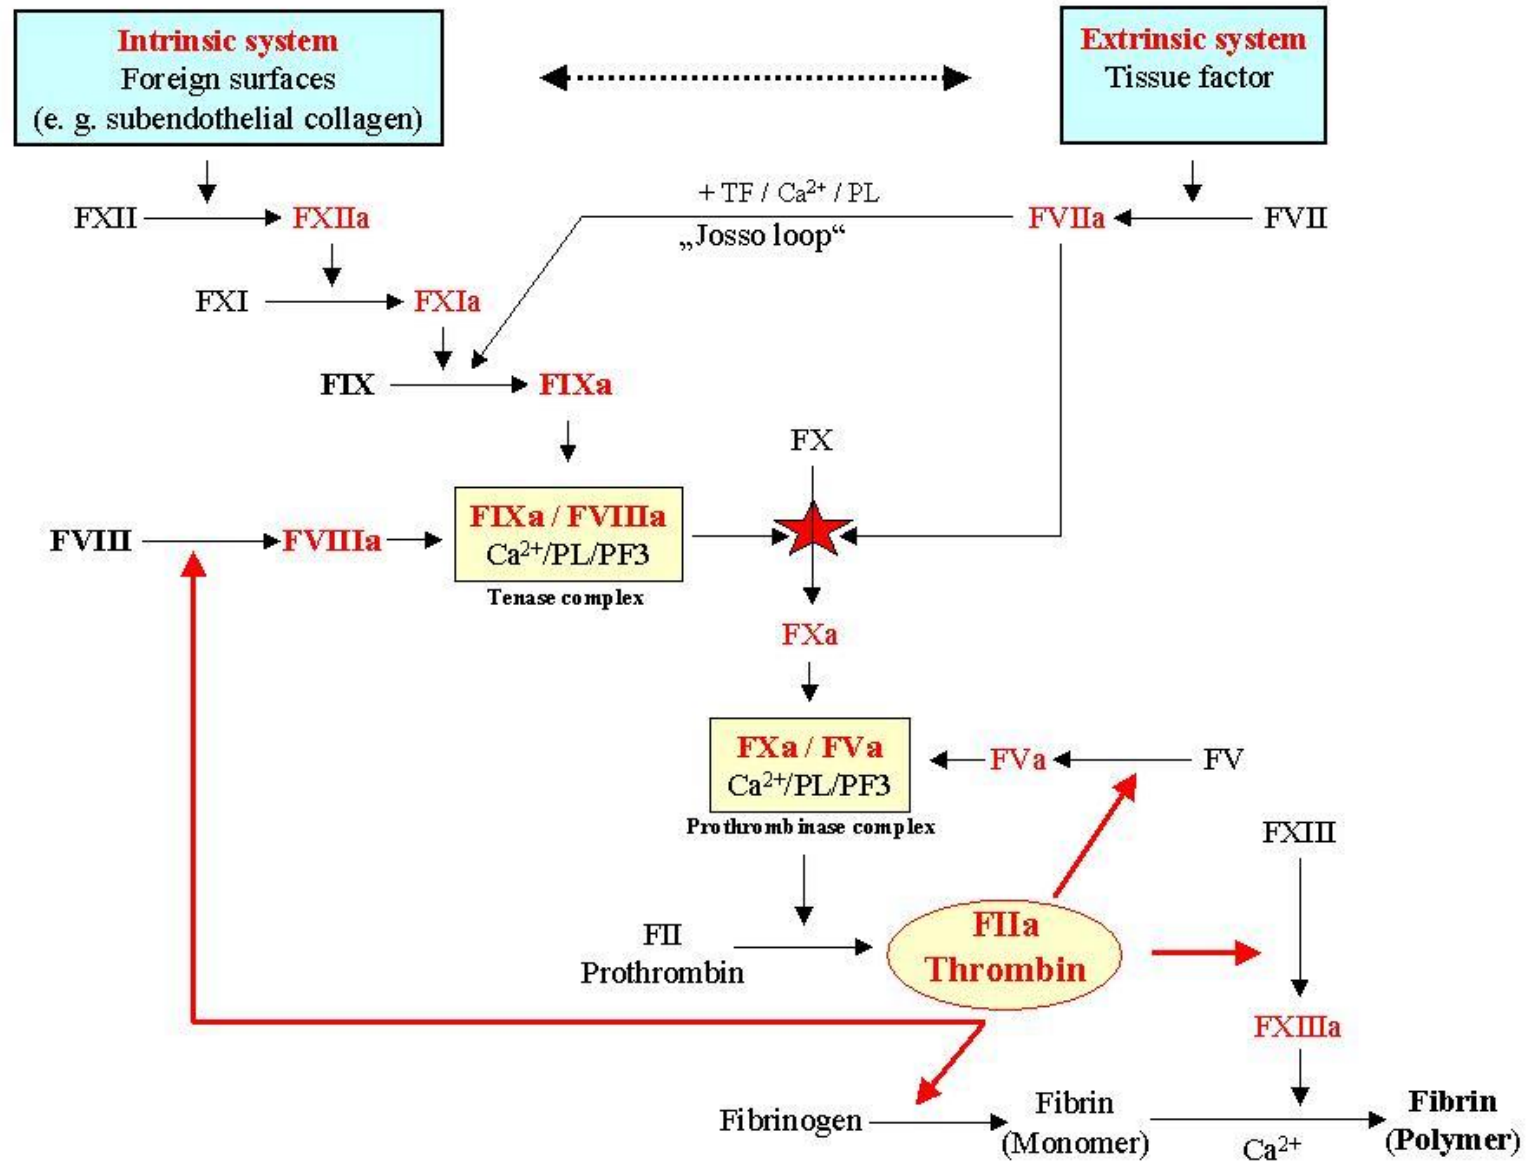 Intrinsic system
Foreign surfaces
(e. g. subendothelial collagen)
Extrinsic system
Tissue factor
+ TF / Ca²⁺ / PL
„Josso loop“
FXII
FXIIa
FVIIa
FVII
FXI
FXIa
FIX
FIXa
FX
FVIII
FVIIIa
FIXa / FVIIIa
Ca²⁺/PL/PF3
Tenase complex
FXa
FXa / FVa
Ca²⁺/PL/PF3
Prothrombinase complex
FVa
FV
FXIII
FII
Prothrombin
FIIa
Thrombin
FXIIIa
Fibrinogen
Fibrin
(Monomer)
Ca²⁺
Fibrin
(Polymer)